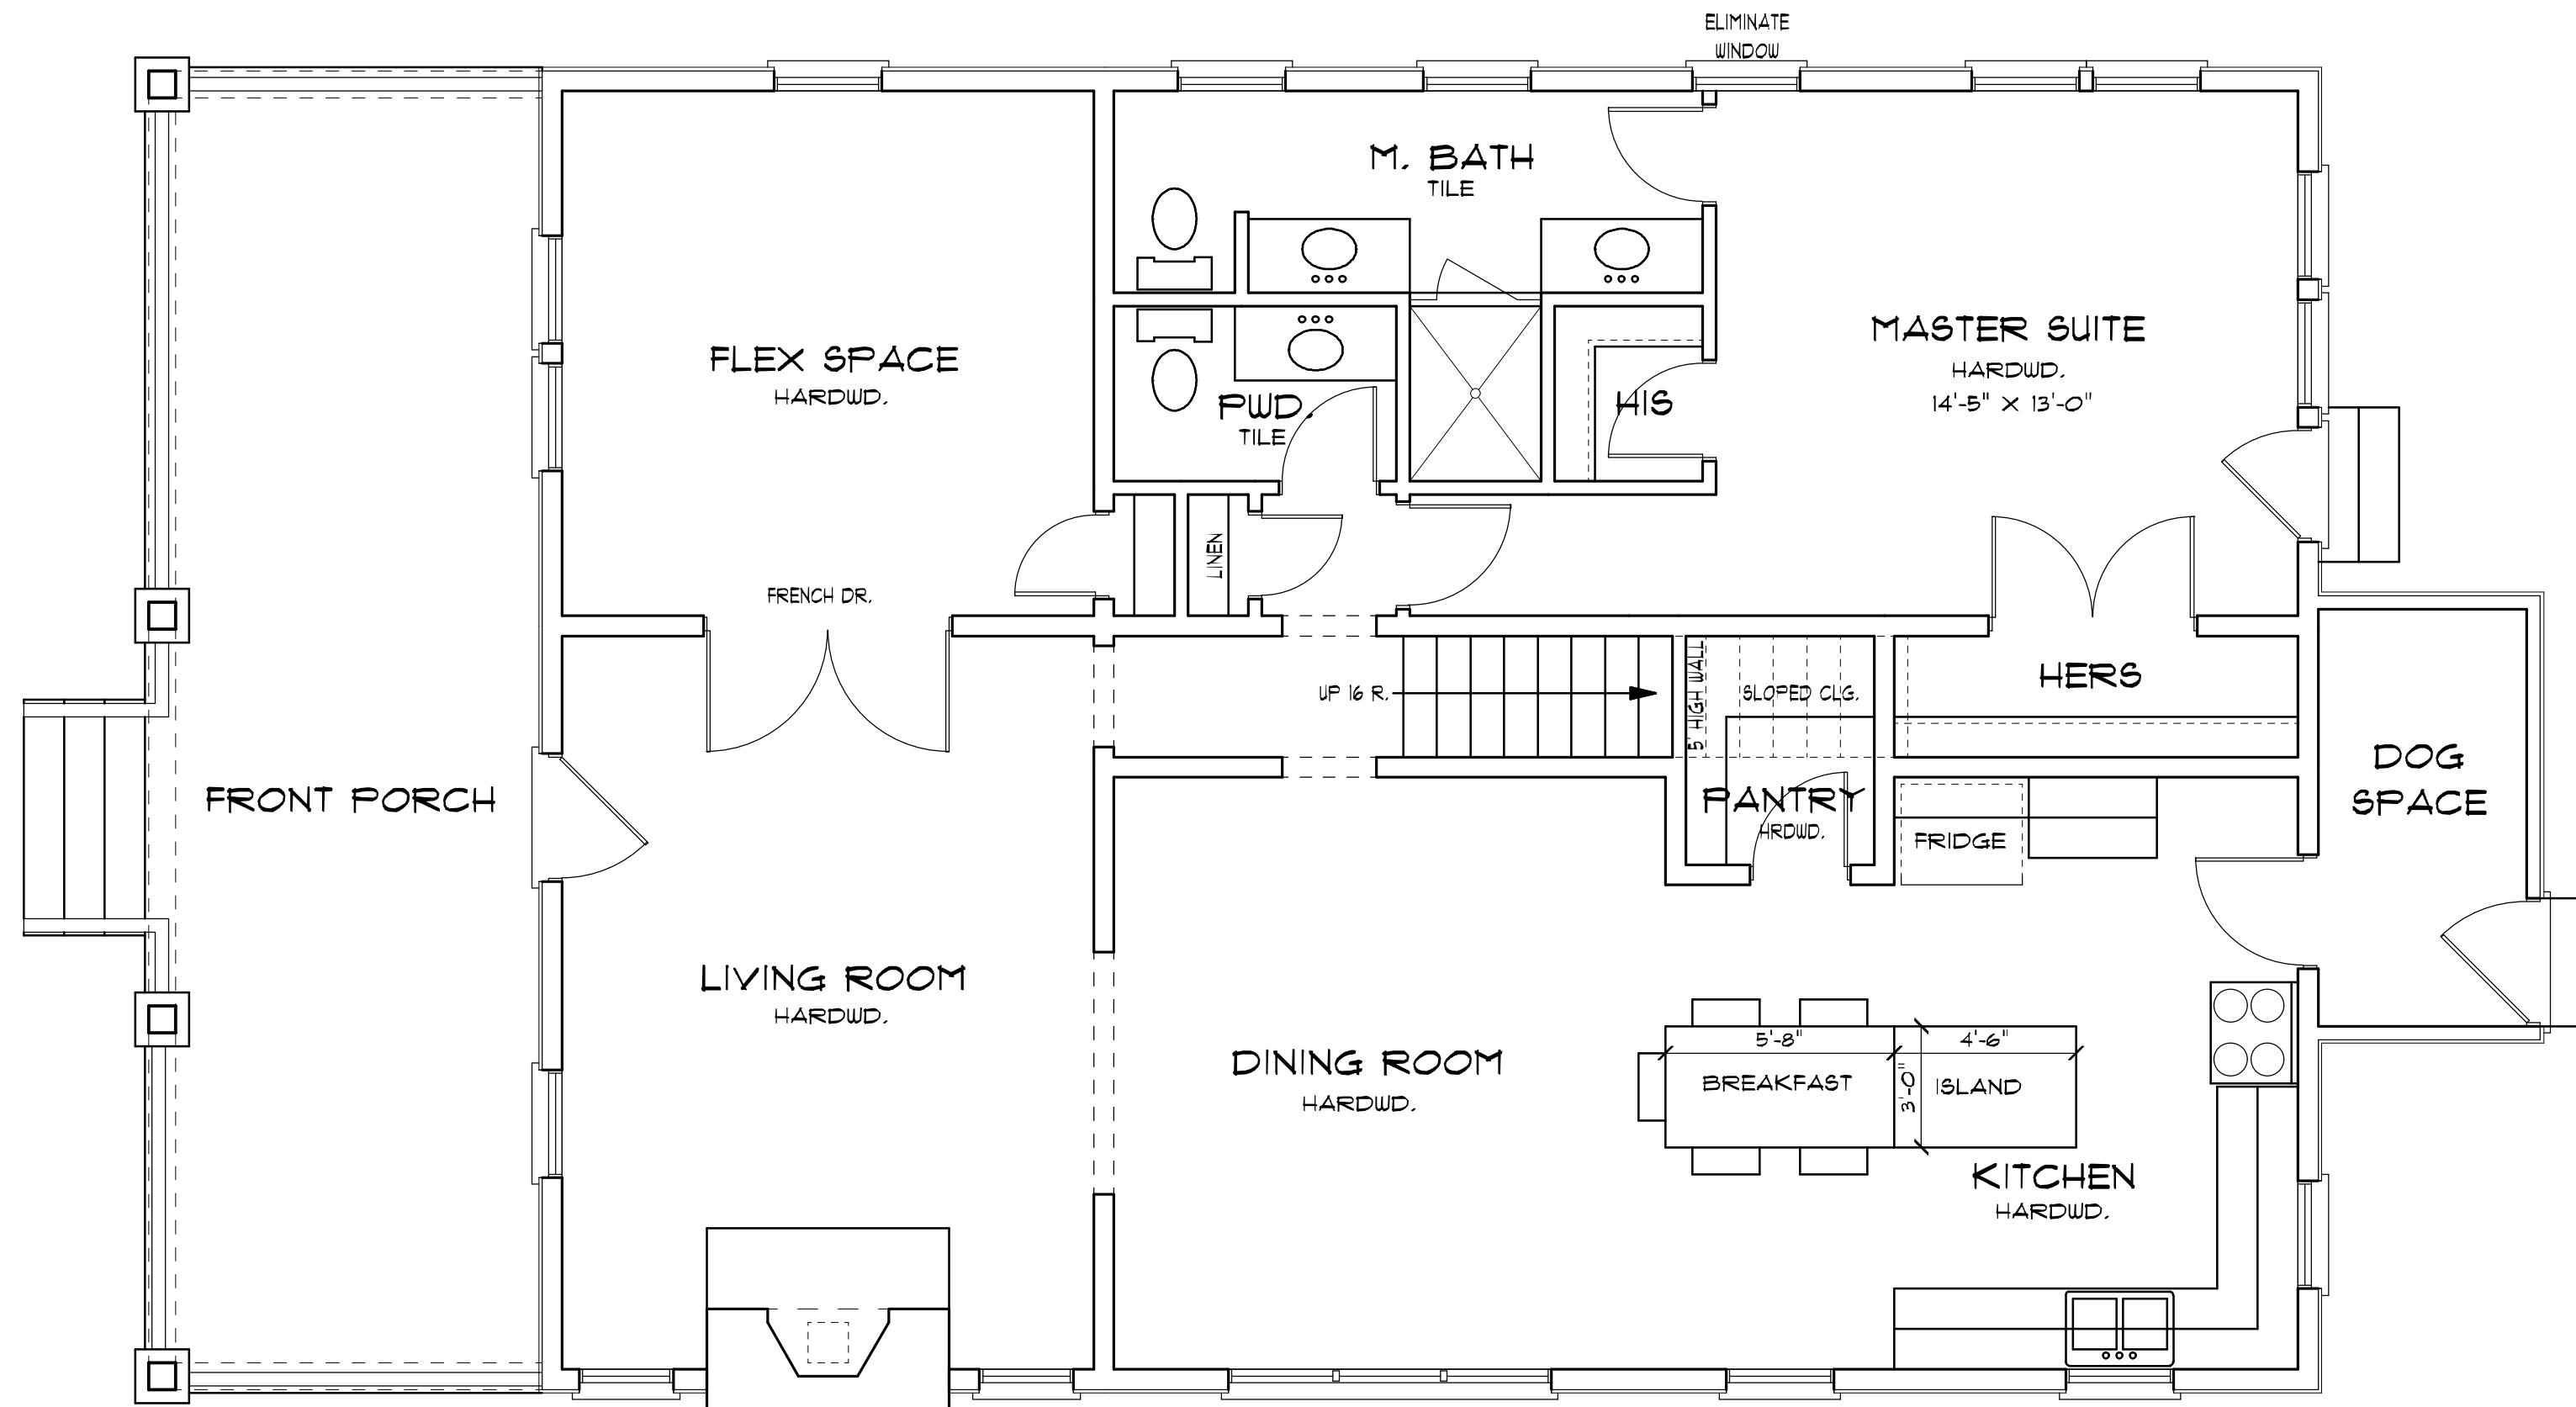 ELIMINATE
WINDOW
M. BATH
TILE
FLEX SPACE
HARDWD.
PWD.
TILE
HIS
MASTER SUITE
HARDWD.
14'-5" X 13'-0"
LINEN
FRENCH DR.
UP 16 R.
5' HIGH WALL
SLOPED CLG.
HERS
FRONT PORCH
PANTRY
HRDWD.
FRIDGE
DOG
SPACE
LIVING ROOM
HARDWD.
DINING ROOM
HARDWD.
5'-8"
4'-6"
BREAKFAST
3'-0"
ISLAND
KITCHEN
HARDWD.